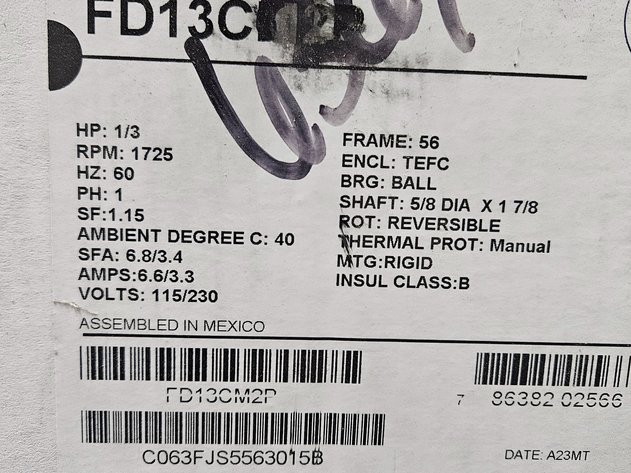 FD13CM2P
HP: 1/3
RPM: 1725
HZ: 60
PH: 1
SF:1.15
AMBIENT DEGREE C: 40
SFA: 6.8/3.4
AMPS:6.6/3.3
VOLTS: 115/230
FRAME: 56
ENCL: TEFC
BRG: BALL
SHAFT: 5/8 DIA X 1 7/8
ROT: REVERSIBLE
THERMAL PROT: Manual
MTG:RIGID
INSUL CLASS:B
ASSEMBLED IN MEXICO
FD13CM2P
7 86382 02566
C063FJS5563015B
DATE: A23MT